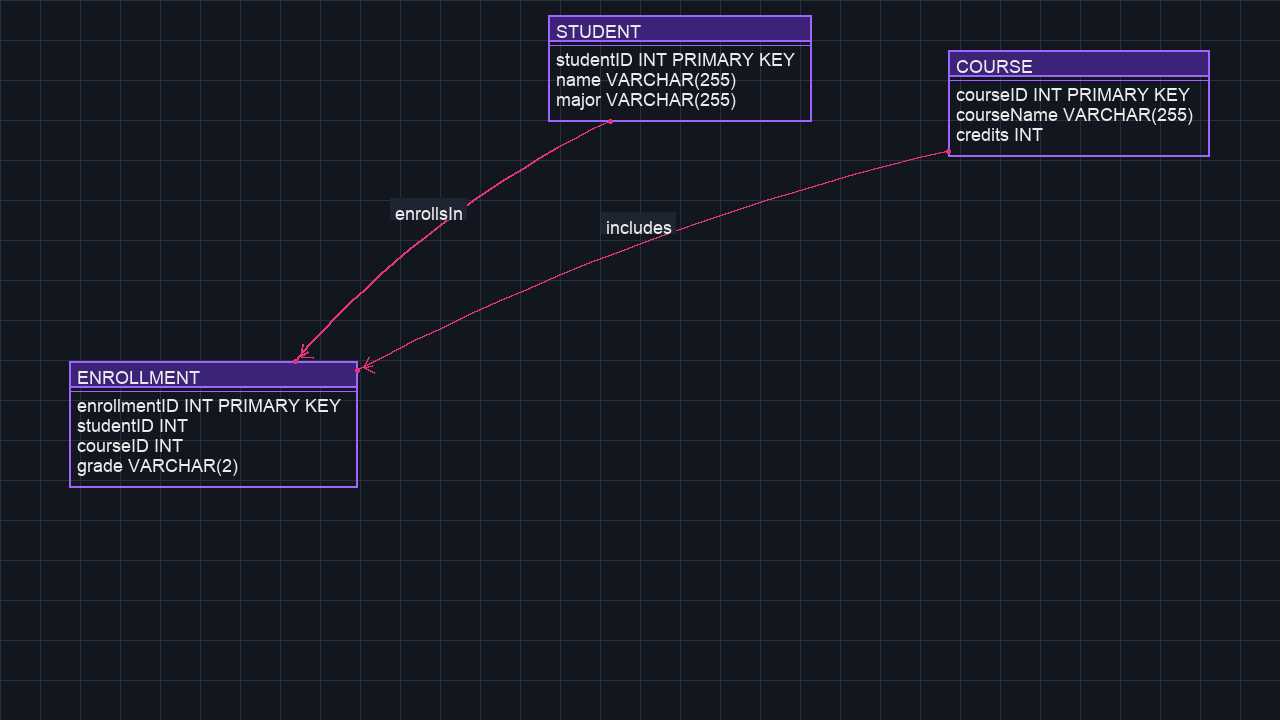 STUDENT
studentID INT PRIMARY KEY
name VARCHAR(255)
major VARCHAR(255)
COURSE
courseID INT PRIMARY KEY
courseName VARCHAR(255)
credits INT
enrollsIn
includes
ENROLLMENT
enrollmentID INT PRIMARY KEY
studentID INT
courseID INT
grade VARCHAR(2)